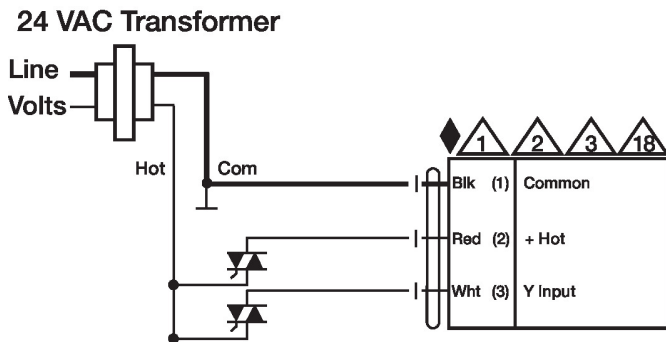 24 VAC Transformer
Line
Volts
Hot
Com
1 2 3 18
Blk (1) Common
Red (2) + Hot
Wht (3) Y Input